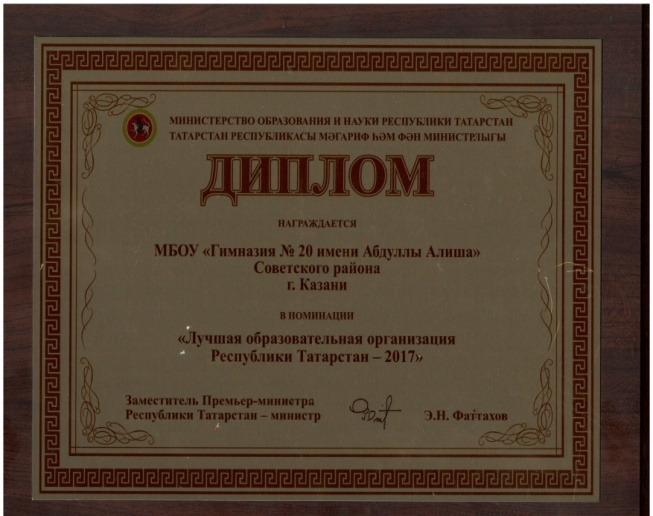 МИНИСТЕРСТВО ОБРАЗОВАНИЯ И НАУКИ РЕСПУБЛИКИ ТАТАРСТАН
ТАТАРСТАН РЕСПУБЛИКАСЫ МӘГАРИФ ҺӘМ ФӘН МИНИСТРЛЫГЫ
ДИПЛОМ
НАГРАЖДАЕТСЯ
МБОУ «Гимназия № 20 имени Абдуллы Алиша»
Советского района
г. Казани
В НОМИНАЦИИ
«Лучшая образовательная организация
Республики Татарстан – 2017»
Заместитель Премьер-министра
Республики Татарстан – министр
Э.Н. Фаттахов